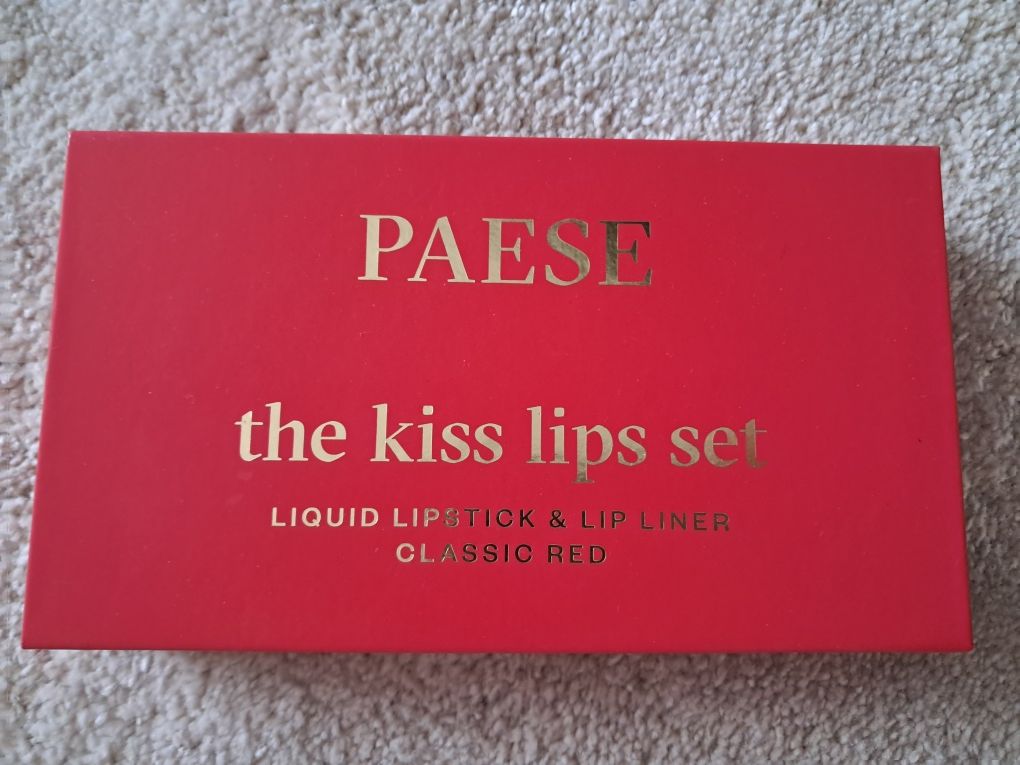 PAESE
the kiss lips set
LIQUID LIPSTICK & LIP LINER
CLASSIC RED